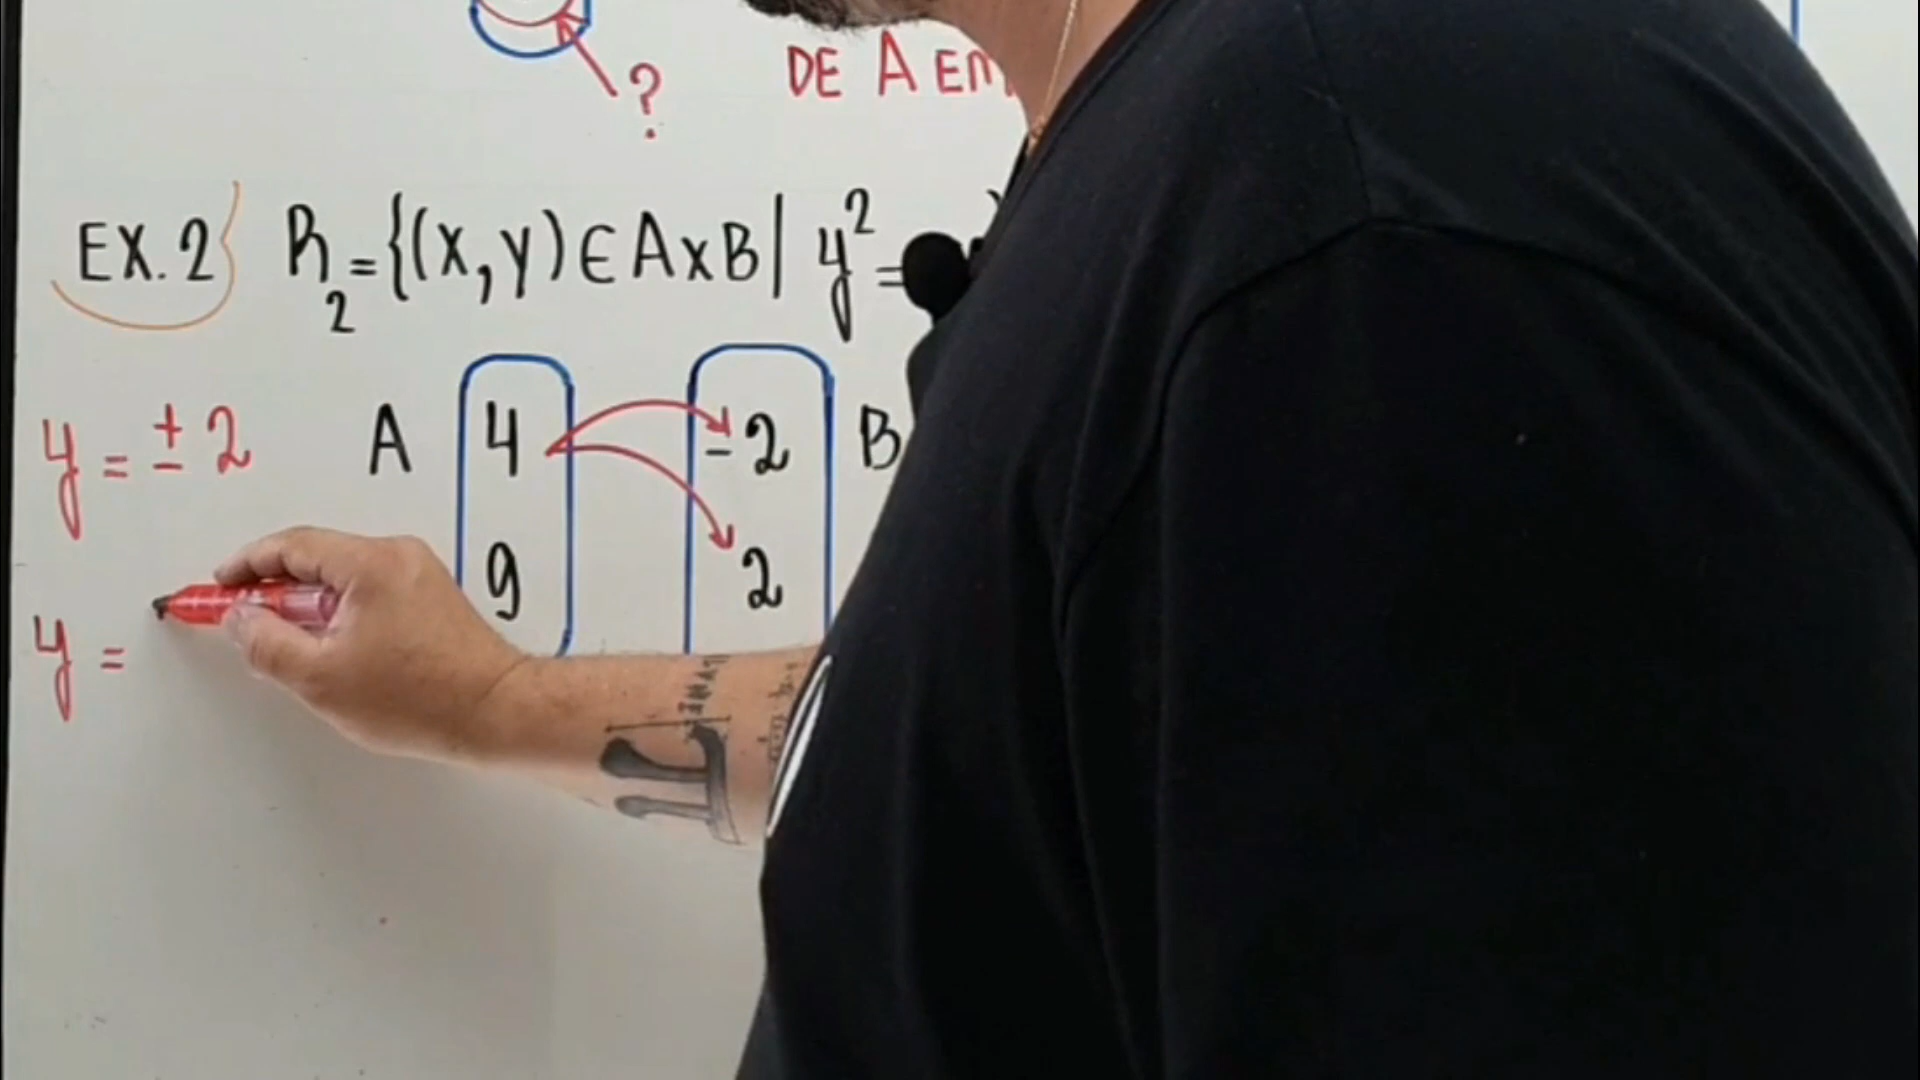 ?
DE A EM
EX.2 R₂={(x,y)∈AxB| y²=
y = ± 2 A 4 -2 B
9 2
y =